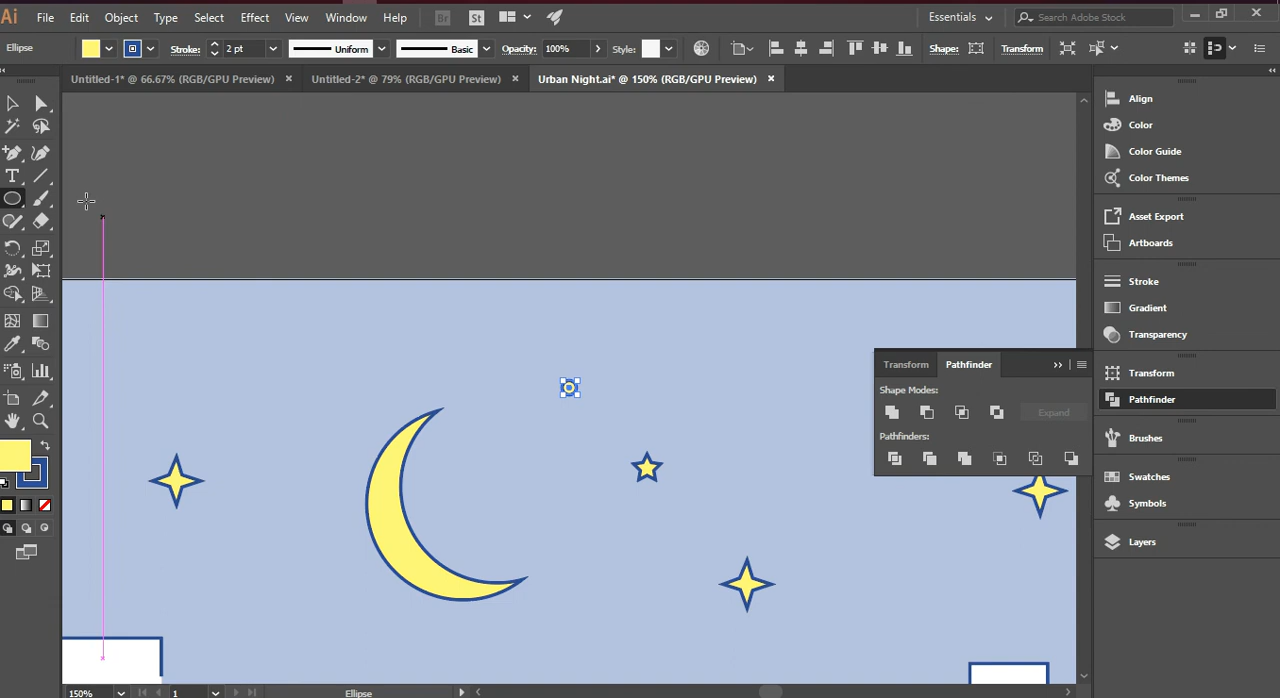 Ai File Edit Object Type Select Effect View Window Help Br St Essentials Search Adobe Stock
Ellipse Stroke: 2 pt Uniform Basic Opacity: 100% Style: Shape: Transform
Untitled-1* @ 66.67% (RGB/GPU Preview) × Untitled-2* @ 79% (RGB/GPU Preview) × Urban Night.ai* @ 150% (RGB/GPU Preview) ×
Align
Color
Color Guide
Color Themes
Asset Export
Artboards
Stroke
Gradient
Transparency
Transform
Pathfinder
Brushes
Swatches
Symbols
Layers
Transform Pathfinder
Shape Modes:
Expand
Pathfinders:
150% 1 Ellipse